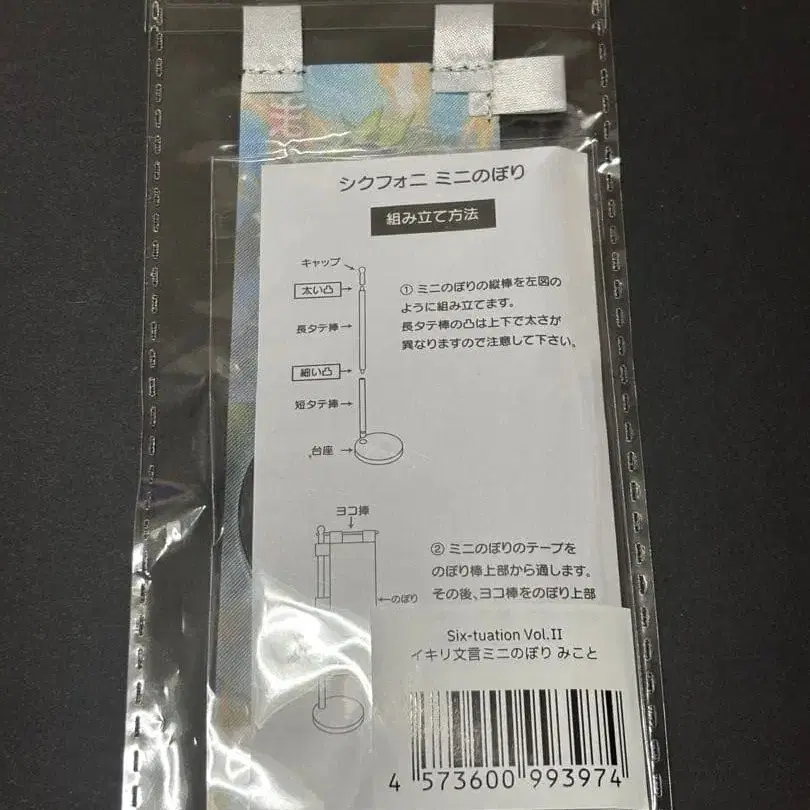 シクフォニ ミニのぼり
組み立て方法
キャップ
太い凸
長タテ棒
細い凸
短タテ棒
台座
① ミニのぼりの縦棒を左図の
ように組み立てます。
長タテ棒の凸は上下で太さが
異なりますので注意して下さい。
ヨコ棒
のぼり
② ミニのぼりのテープを
のぼり棒上部から通します。
その後、ヨコ棒をのぼり上部
Six-tuation Vol.II
イキリ文言ミニのぼり みこと
4 573600 993974